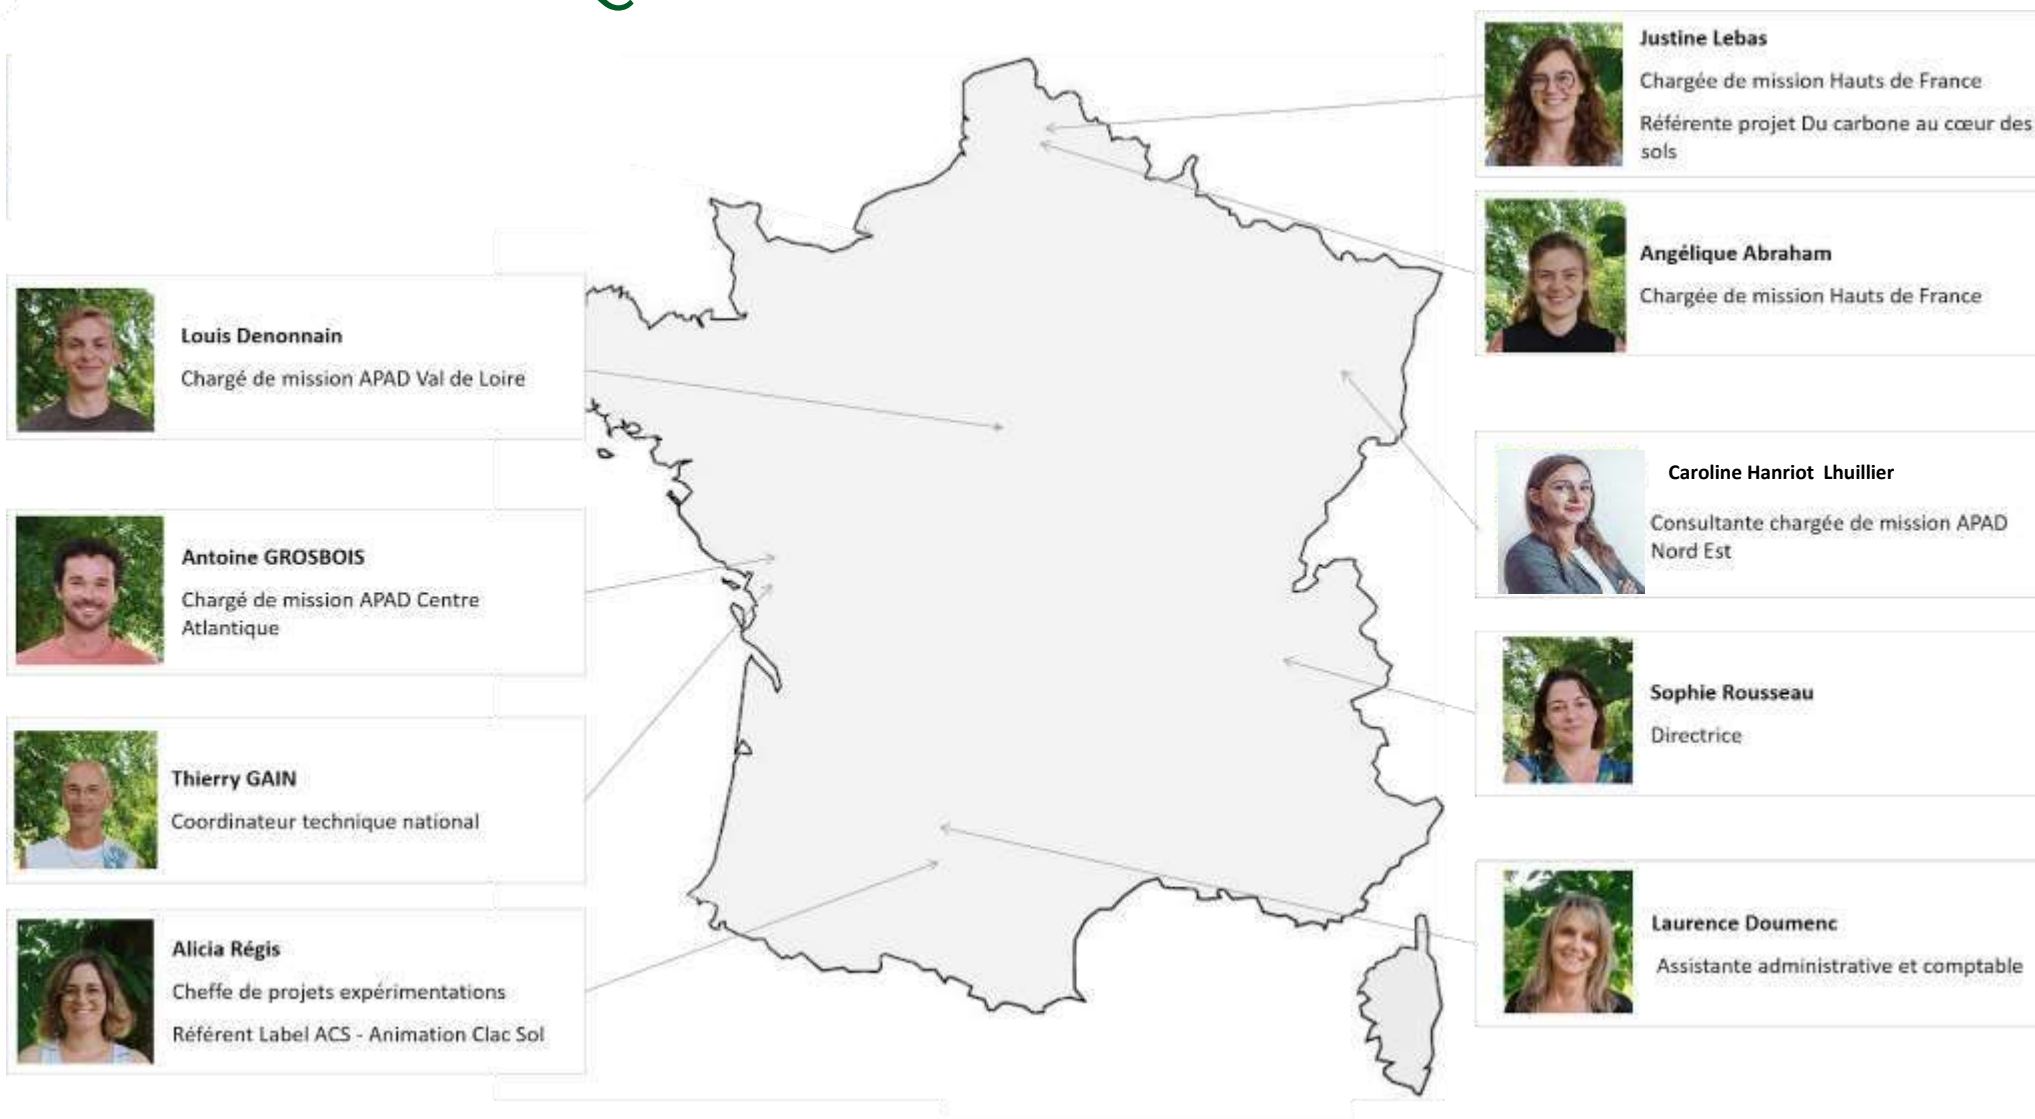 Justine Lebas
Chargée de mission Hauts de France
Référente projet Du carbone au cœur des
sols
Angélique Abraham
Chargée de mission Hauts de France
Louis Denonnain
Chargé de mission APAD Val de Loire
Caroline Hanriot Lhuillier
Consultante chargée de mission APAD
Nord Est
Antoine GROSBOIS
Chargé de mission APAD Centre
Atlantique
Sophie Rousseau
Directrice
Thierry GAIN
Coordinateur technique national
Laurence Doumenc
Assistante administrative et comptable
Alicia Régis
Cheffe de projets expérimentations
Référent Label ACS - Animation Clac Sol